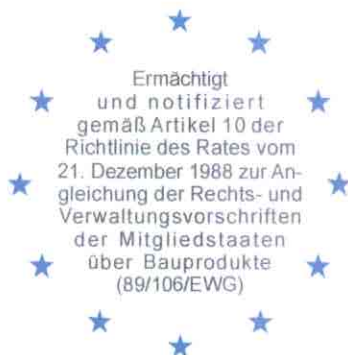 Ermächtigt
und notifiziert
gemäß Artikel 10 der
Richtlinie des Rates vom
21. Dezember 1988 zur An-
gleichung der Rechts- und
Verwaltungsvorschriften
der Mitgliedstaaten
über Bauprodukte
(89/106/EWG)